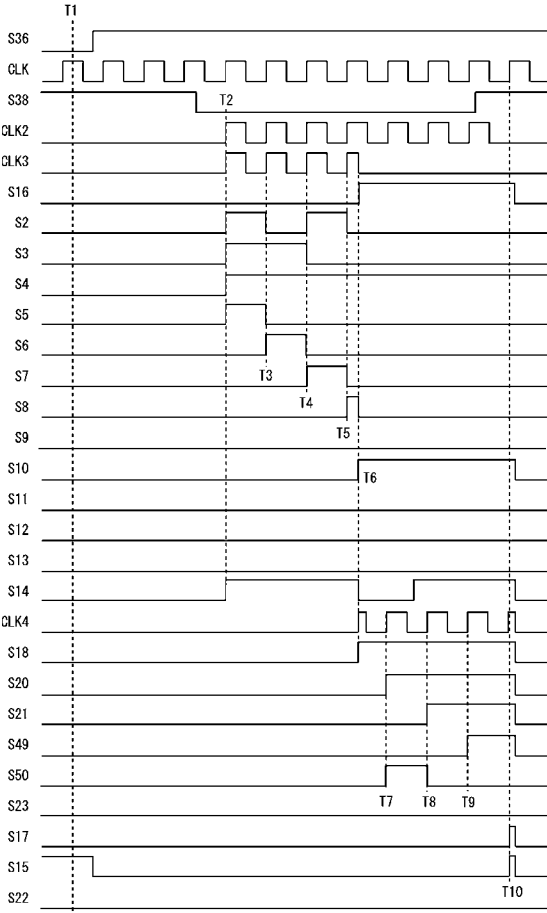 T1
S36
CLK
S38
T2
CLK2
CLK3
S16
S2
S3
S4
S5
S6
T3
S7
T4
S8
T5
S9
S10
T6
S11
S12
S13
S14
CLK4
S18
S20
S21
S49
S50
T7 T8 T9
S23
S17
S15
T10
S22